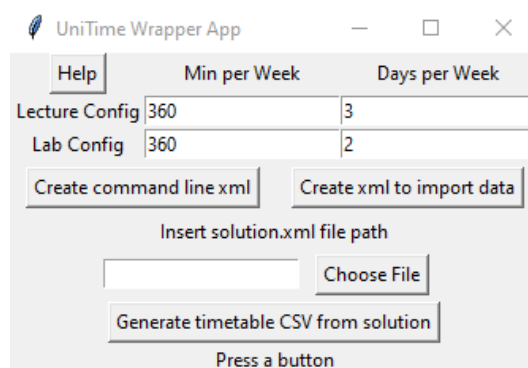 UniTime Wrapper App
Help Min per Week Days per Week
Lecture Config 360 3
Lab Config 360 2
Create command line xml Create xml to import data
Insert solution.xml file path
Choose File
Generate timetable CSV from solution
Press a button